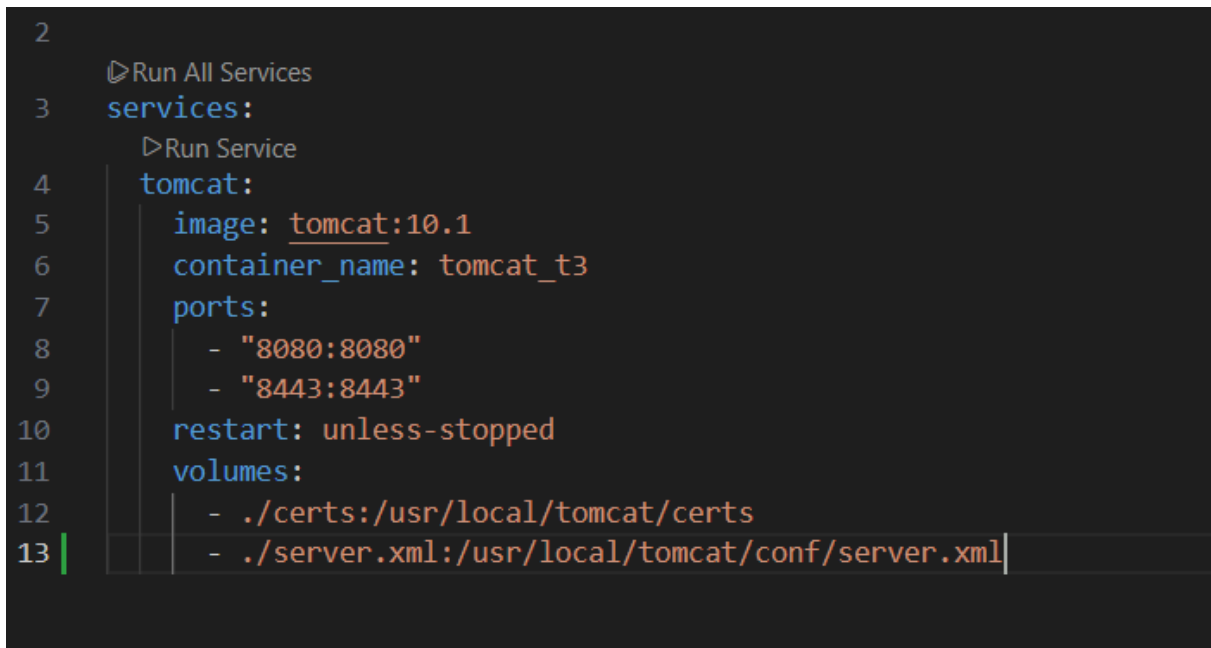 2
Run All Services
3 services:
Run Service
4 tomcat:
5 image: tomcat:10.1
6 container_name: tomcat_t3
7 ports:
8 - "8080:8080"
9 - "8443:8443"
10 restart: unless-stopped
11 volumes:
12 - ./certs:/usr/local/tomcat/certs
13 - ./server.xml:/usr/local/tomcat/conf/server.xml